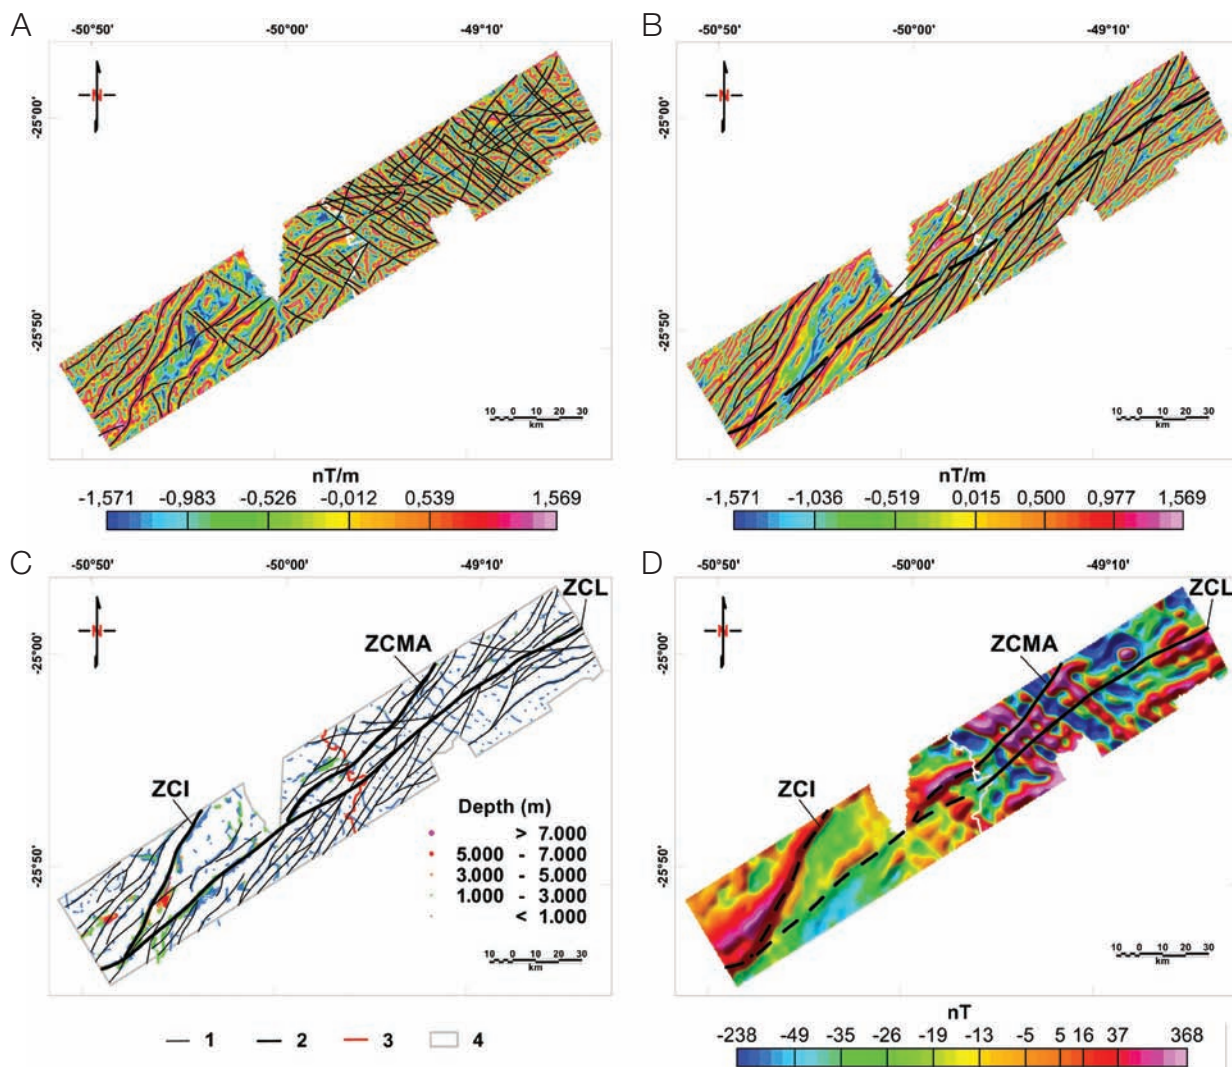 A
-50°50'
-50°00'
-49°10'
N
-25°00'
-25°50'
10 0 10 20 30
km
nT/m
-1,571 -0,983 -0,526 -0,012 0,539 1,569
B
-50°50'
-50°00'
-49°10'
N
-25°00'
-25°50'
10 0 10 20 30
km
nT/m
-1,571 -1,036 -0,519 0,015 0,500 0,977 1,569
C
-50°50'
-50°00'
-49°10'
N
-25°00'
-25°50'
ZCL
ZCMA
ZCI
Depth (m)
> 7.000
5.000 - 7.000
3.000 - 5.000
1.000 - 3.000
< 1.000
10 0 10 20 30
km
1 2 3 4
D
-50°50'
-50°00'
-49°10'
N
-25°00'
-25°50'
ZCL
ZCMA
ZCI
10 0 10 20 30
km
nT
-238 -49 -35 -26 -19 -13 -5 5 16 37 368